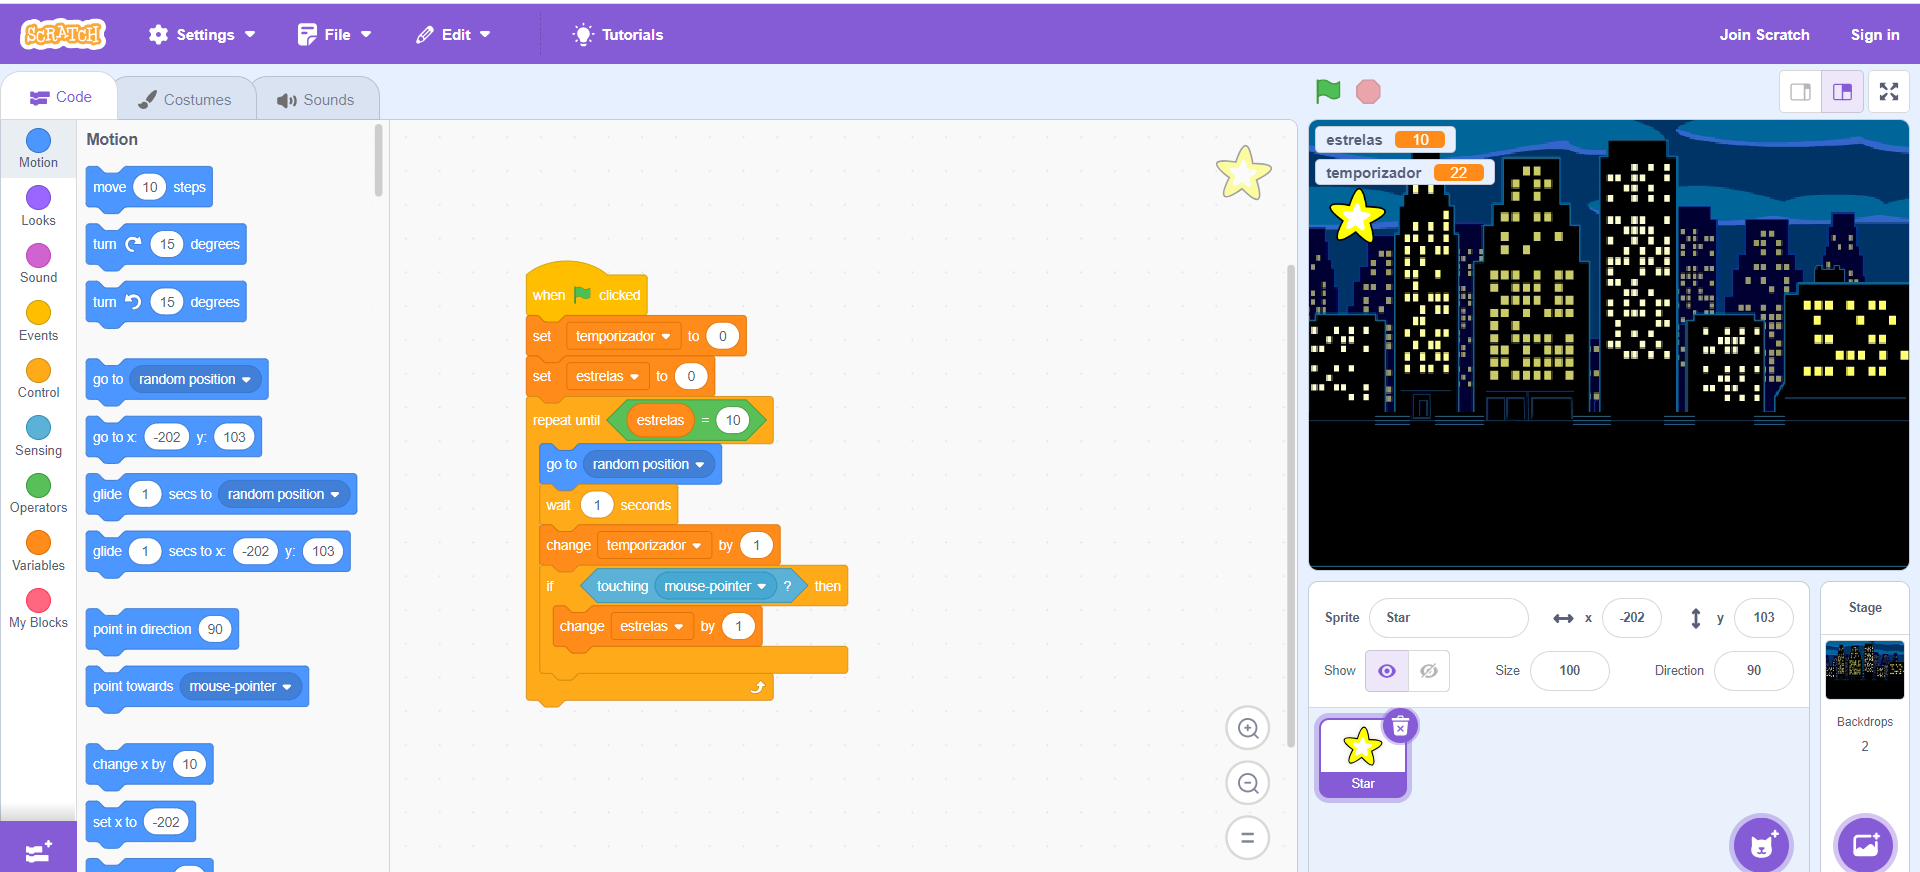 SCRATCH
Settings
File
Edit
Tutorials
Join Scratch
Sign in
Code
Costumes
Sounds
Motion
Looks
Sound
Events
Control
Sensing
Operators
Variables
My Blocks
Motion
move 10 steps
turn 15 degrees
turn 15 degrees
go to random position
go to x: -202 y: 103
glide 1 secs to random position
glide 1 secs to x: -202 y: 103
point in direction 90
point towards mouse-pointer
change x by 10
set x to -202
when clicked
set temporizador to 0
set estrelas to 0
repeat until estrelas = 10
go to random position
wait 1 seconds
change temporizador by 1
if touching mouse-pointer ? then
change estrelas by 1
estrelas 10
temporizador 22
Sprite Star x -202 y 103
Show Size 100 Direction 90
Star
Stage
Backdrops
2